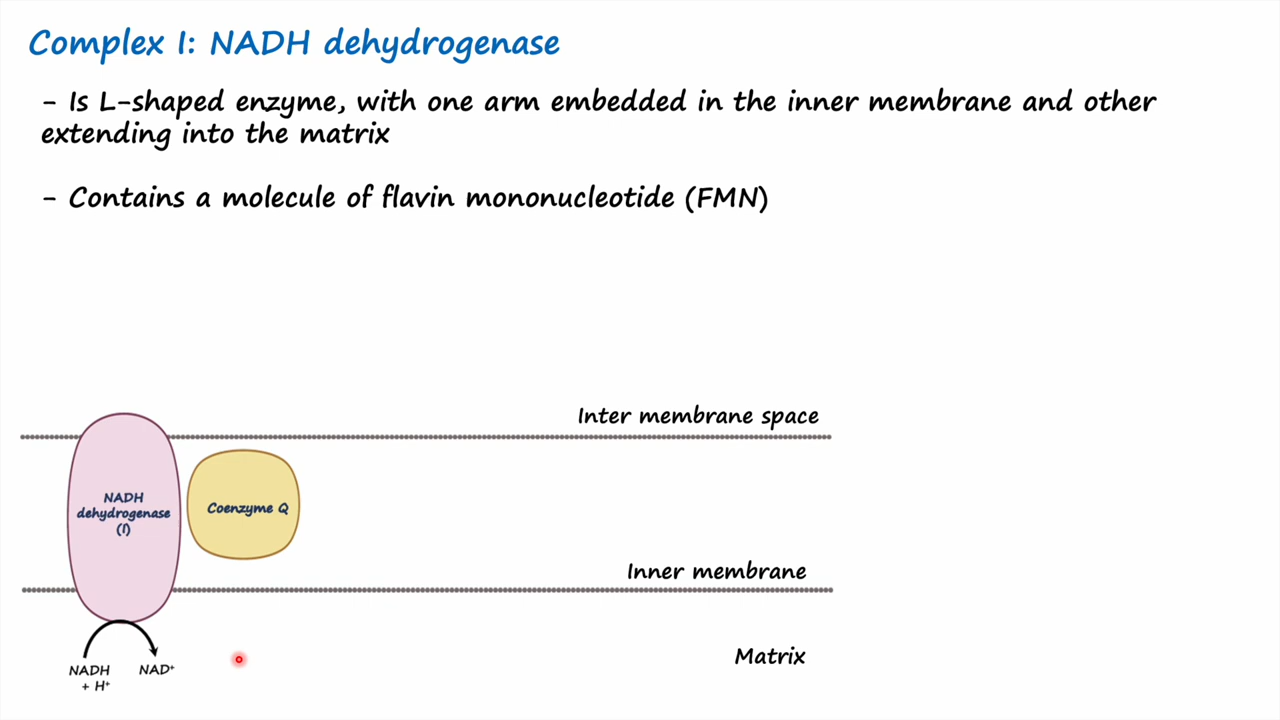 Complex I: NADH dehydrogenase
- Is L-shaped enzyme, with one arm embedded in the inner membrane and other
extending into the matrix
- Contains a molecule of flavin mononucleotide (FMN)
Inter membrane space
NADH
dehydrogenase
(I)
Coenzyme Q
Inner membrane
Matrix
NADH
+ H⁺
NAD⁺